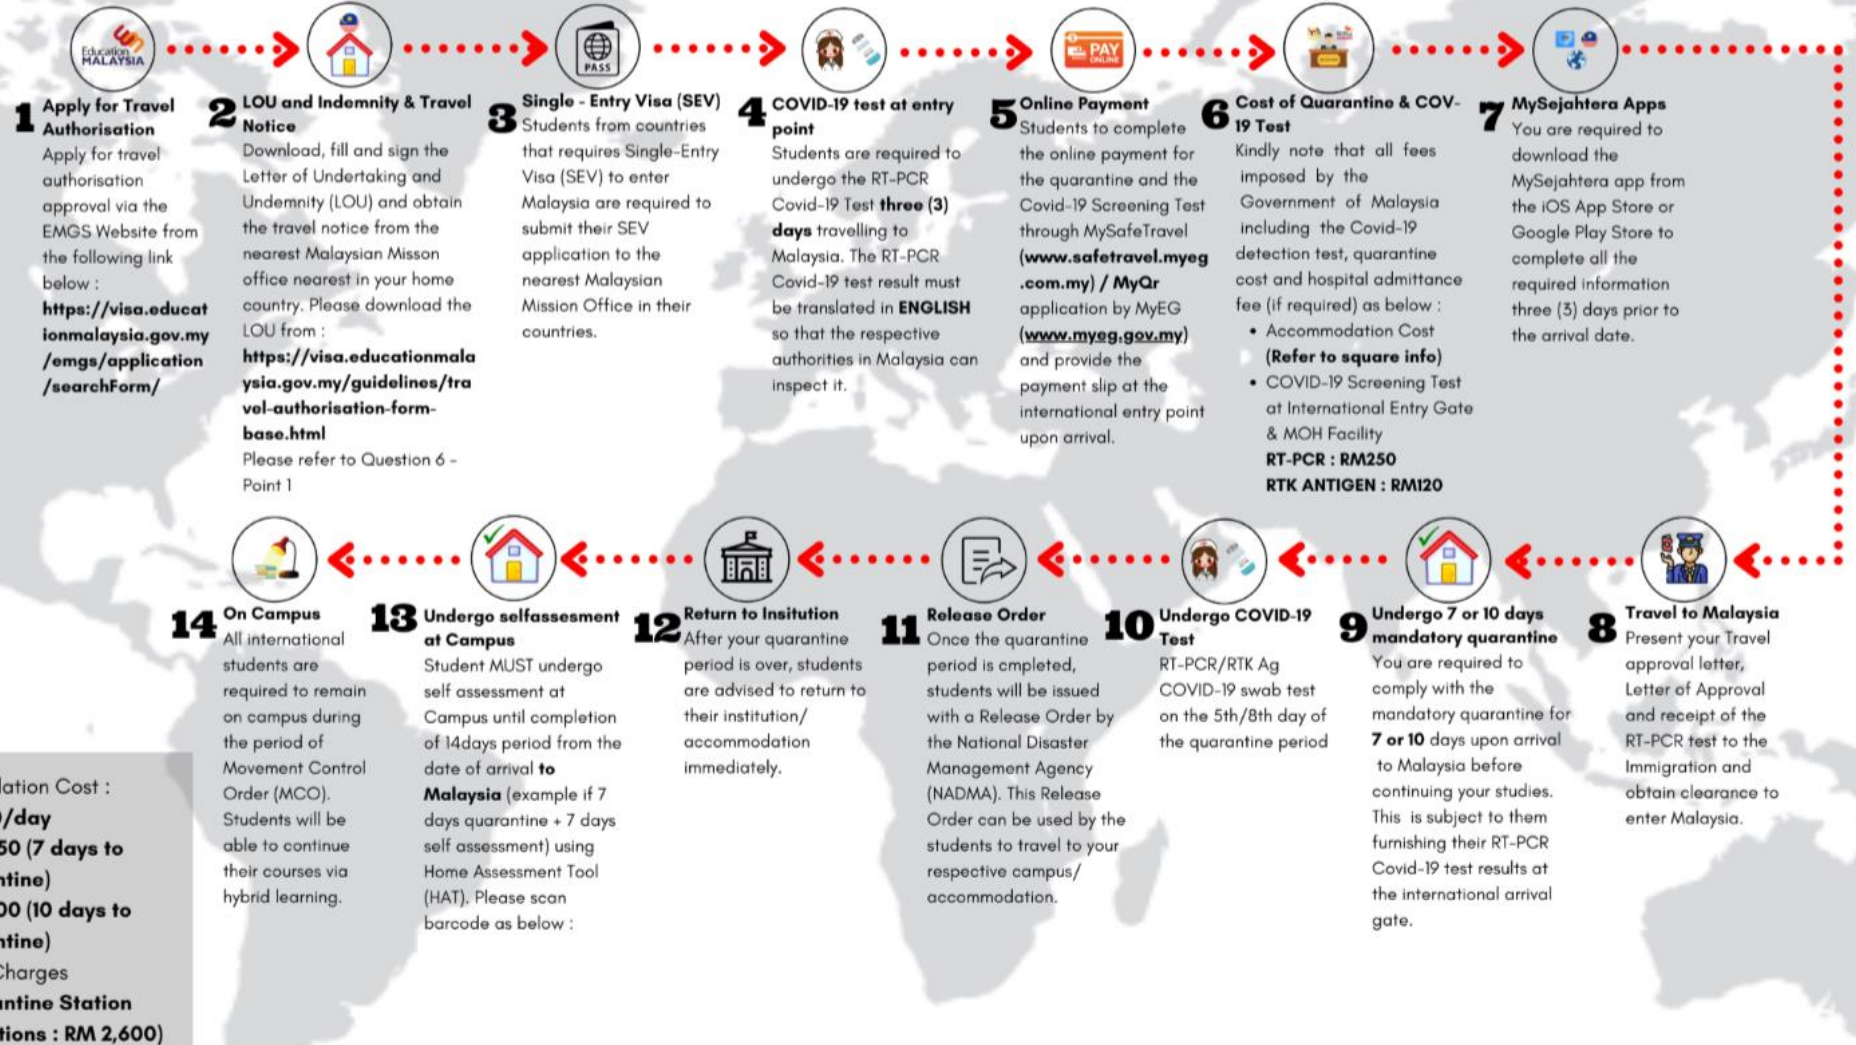 Education
MALAYSIA
1
Apply for Travel
Authorisation
Apply for travel
authorisation
approval via the
EMGS Website from
the following link
below :
https://visa.educat
ionmalaysia.gov.my
/emgs/application
/searchForm/
2
LOU and Indemnity & Travel
Notice
Download, fill and sign the
Letter of Undertaking and
Undemnity (LOU) and obtain
the travel notice from the
nearest Malaysian Misson
office nearest in your home
country. Please download the
LOU from :
https://visa.educationmala
ysia.gov.my/guidelines/tra
vel-authorisation-form-
base.html
Please refer to Question 6 -
Point 1
PASS
3
Single - Entry Visa (SEV)
Students from countries
that requires Single-Entry
Visa (SEV) to enter
Malaysia are required to
submit their SEV
application to the
nearest Malaysian
Mission Office in their
countries.
4
COVID-19 test at entry
point
Students are required to
undergo the RT-PCR
Covid-19 Test three (3)
days travelling to
Malaysia. The RT-PCR
Covid-19 test result must
be translated in ENGLISH
so that the respective
authorities in Malaysia can
inspect it.
PAY
ONLINE
5
Online Payment
Students to complete
the online payment for
the quarantine and the
Covid-19 Screening Test
through MySafeTravel
(www.safetravel.myeg
.com.my) / MyQr
application by MyEG
(www.myeg.gov.my)
and provide the
payment slip at the
international entry point
upon arrival.
6
Cost of Quarantine & COV-
19 Test
Kindly note that all fees
imposed by the
Government of Malaysia
including the Covid-19
detection test, quarantine
cost and hospital admittance
fee (if required) as below :
• Accommodation Cost
(Refer to square info)
• COVID-19 Screening Test
at International Entry Gate
& MOH Facility
RT-PCR : RM250
RTK ANTIGEN : RM120
7
MySejahtera Apps
You are required to
download the
MySejahtera app from
the iOS App Store or
Google Play Store to
complete all the
required information
three (3) days prior to
the arrival date.
8
Travel to Malaysia
Present your Travel
approval letter,
Letter of Approval
and receipt of the
RT-PCR test to the
Immigration and
obtain clearance to
enter Malaysia.
9
Undergo 7 or 10 days
mandatory quarantine
You are required to
comply with the
mandatory quarantine for
7 or 10 days upon arrival
to Malaysia before
continuing your studies.
This is subject to them
furnishing their RT-PCR
Covid-19 test results at
the international arrival
gate.
10
Undergo COVID-19
Test
RT-PCR/RTK Ag
COVID-19 swab test
on the 5th/8th day of
the quarantine period
11
Release Order
Once the quarantine
period is cmpleted,
students will be issued
with a Release Order by
the National Disaster
Management Agency
(NADMA). This Release
Order can be used by the
students to travel to your
respective campus/
accommodation.
12
Return to Insitution
After your quarantine
period is over, students
are advised to return to
their institution/
accommodation
immediately.
13
Undergo selfassesment
at Campus
Student MUST undergo
self assessment at
Campus until completion
of 14days period from the
date of arrival to
Malaysia (example if 7
days quarantine + 7 days
self assessment) using
Home Assessment Tool
(HAT). Please scan
barcode as below :
14
On Campus
All international
students are
required to remain
on campus during
the period of
Movement Control
Order (MCO).
Students will be
able to continue
their courses via
hybrid learning.
lation Cost :
/day
50 (7 days to
ntine)
00 (10 days to
ntine)
Charges
antine Station
tions : RM 2,600)